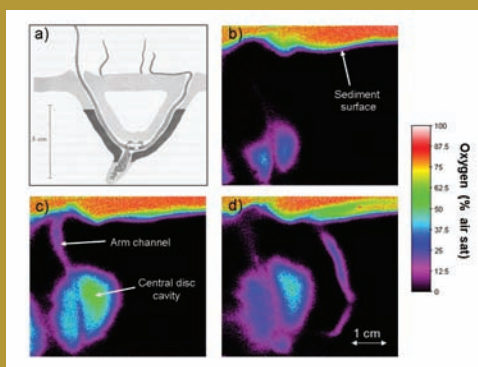 a)
b)
Sediment
surface
c)
Arm channel
Central disc
cavity
d)
1 cm
100
87.5
75
62.5
50
37.5
25
12.5
0
Oxygen (% air sat)